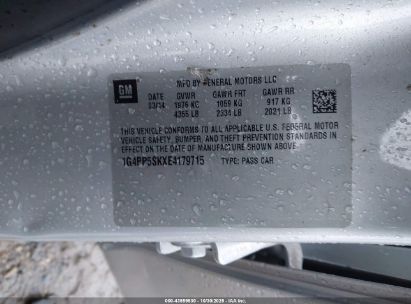 GM
MFD BY GENERAL MOTORS LLC
DATE GVWR GAWR FRT GAWR RR
03/14 1976 KG 1059 KG 917 KG
4355 LB 2334 LB 2021 LB
THIS VEHICLE CONFORMS TO ALL APPLICABLE U.S. FEDERAL MOTOR
VEHICLE SAFETY, BUMPER, AND THEFT PREVENTION STANDARDS
IN EFFECT ON THE DATE OF MANUFACTURE SHOWN ABOVE.
1G4PP5SKXE4179715 TYPE: PASS CAR